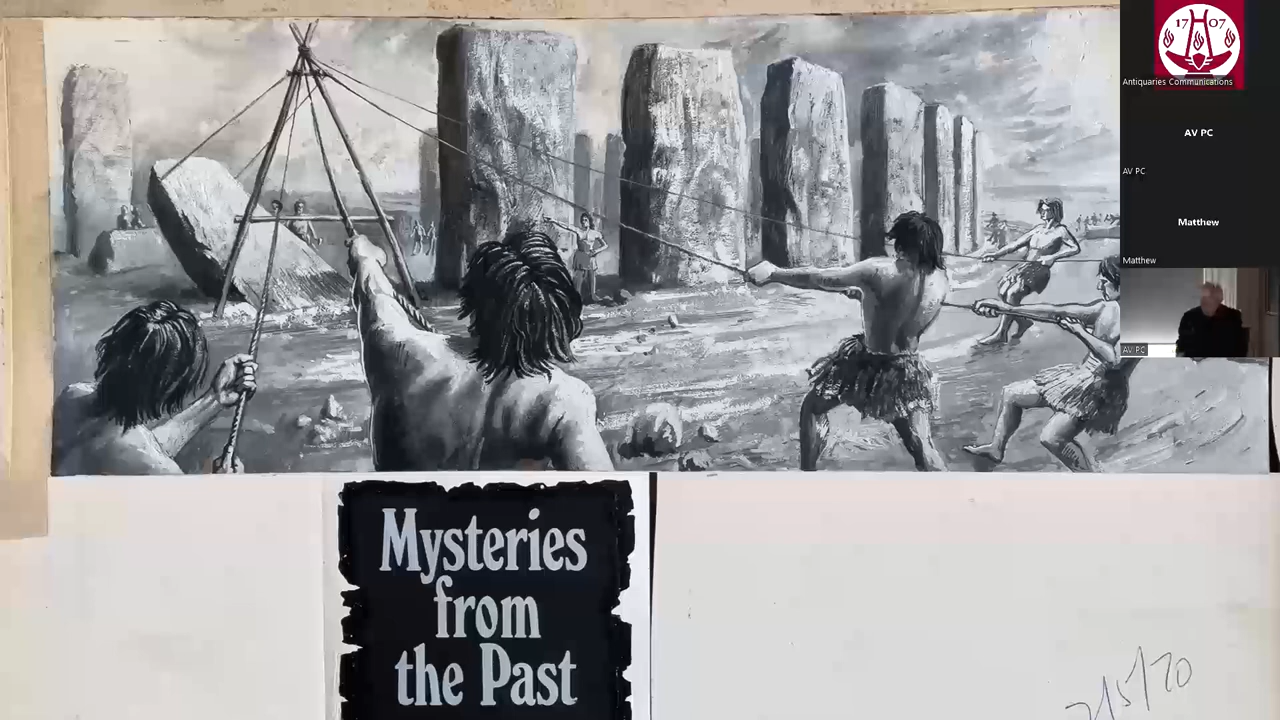 Mysteries
from
the Past
17 07
Antiquaries Communications
AV PC
AV PC
Matthew
Matthew
AV PC